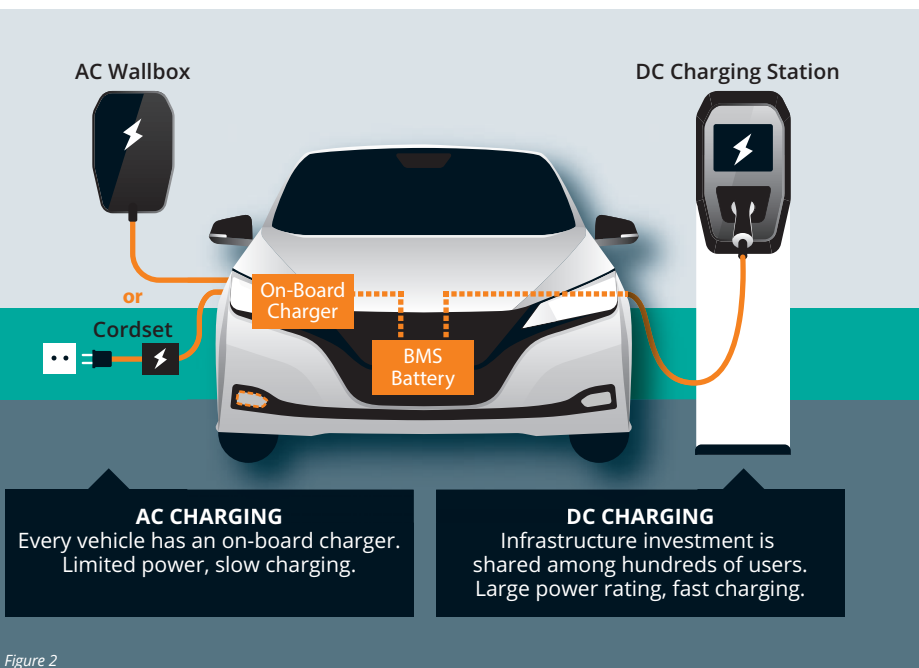 AC Wallbox
DC Charging Station
or
Cordset
On-Board
Charger
BMS
Battery
AC CHARGING
Every vehicle has an on-board charger.
Limited power, slow charging.
DC CHARGING
Infrastructure investment is
shared among hundreds of users.
Large power rating, fast charging.
Figure 2